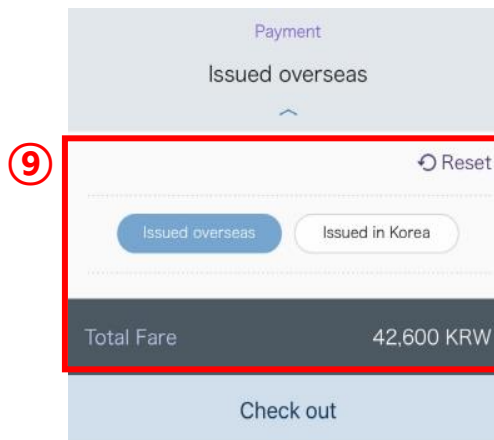 Payment
Issued overseas
⑨
Reset
Issued overseas Issued in Korea
Total Fare 42,600 KRW
Check out